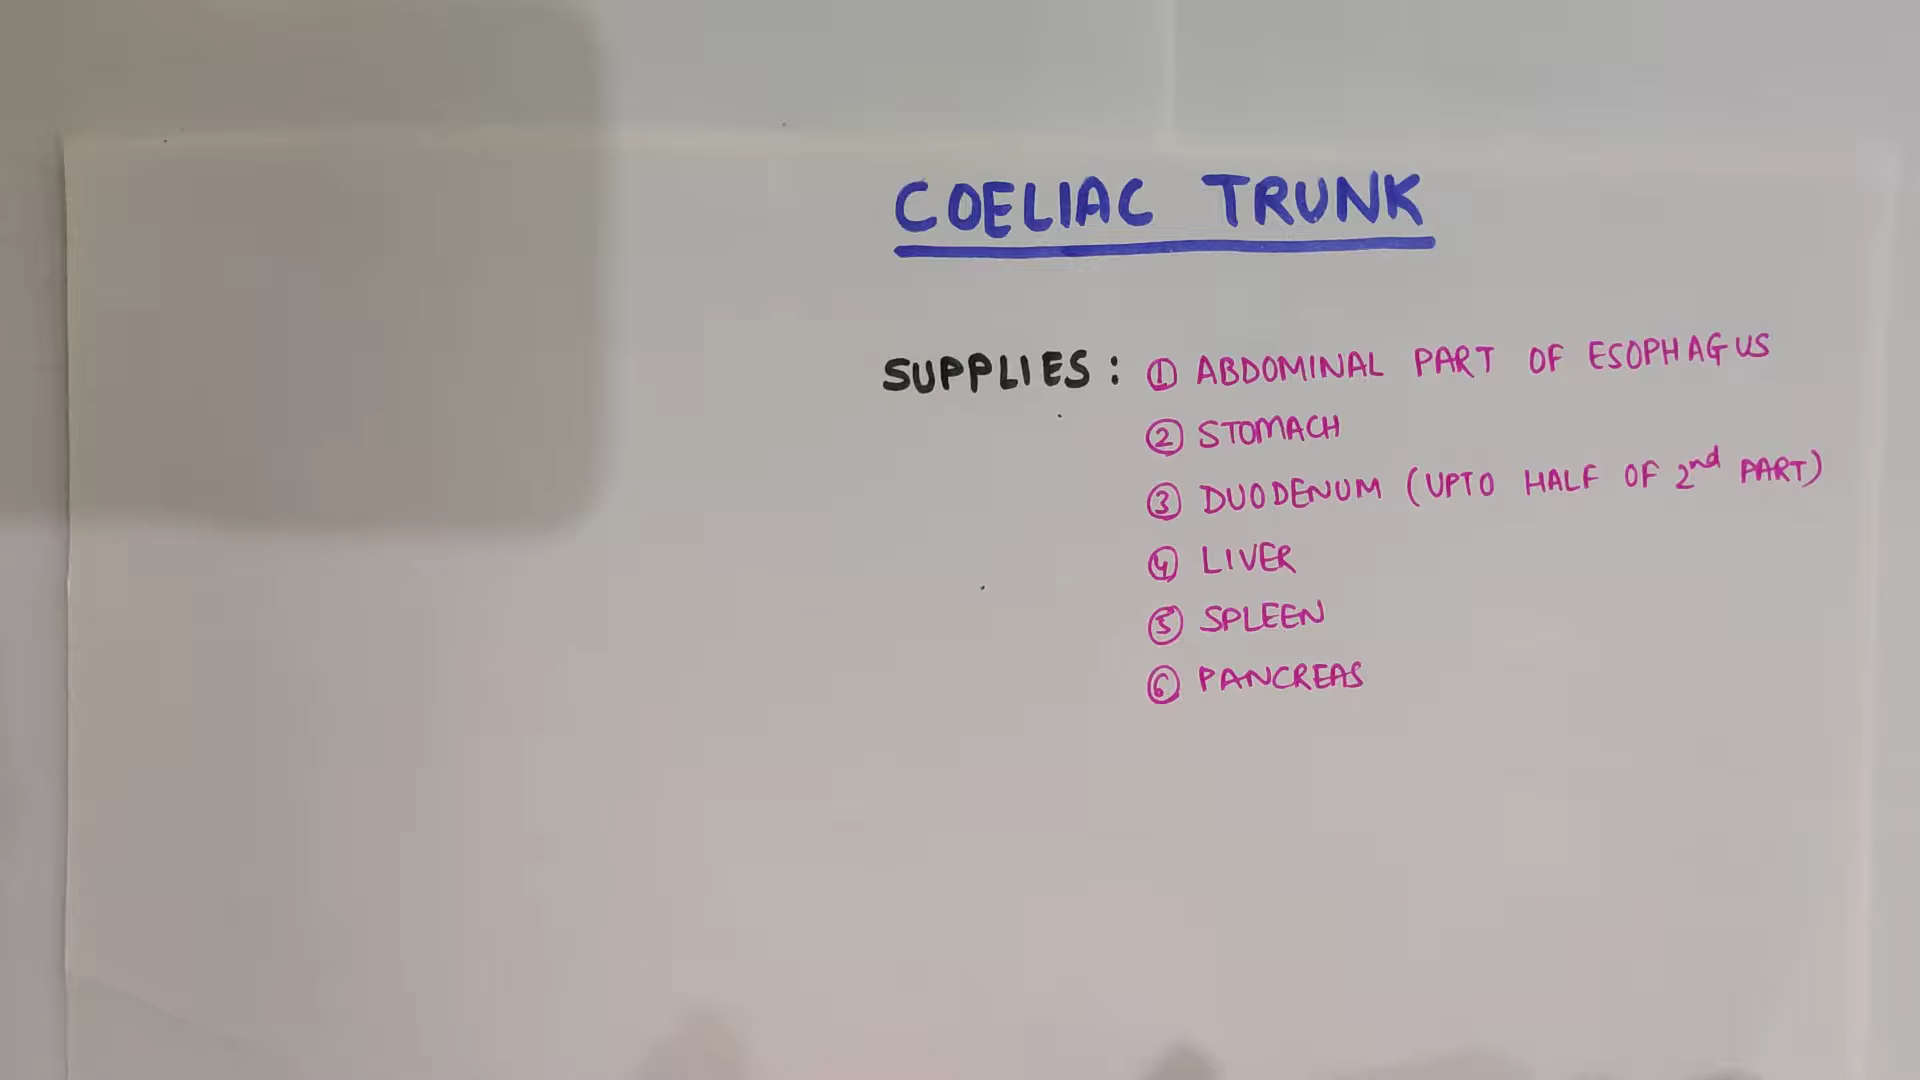 COELIAC TRUNK
SUPPLIES: ① ABDOMINAL PART OF ESOPHAGUS
② STOMACH
③ DUODENUM (UPTO HALF OF 2nd PART)
④ LIVER
⑤ SPLEEN
⑥ PANCREAS